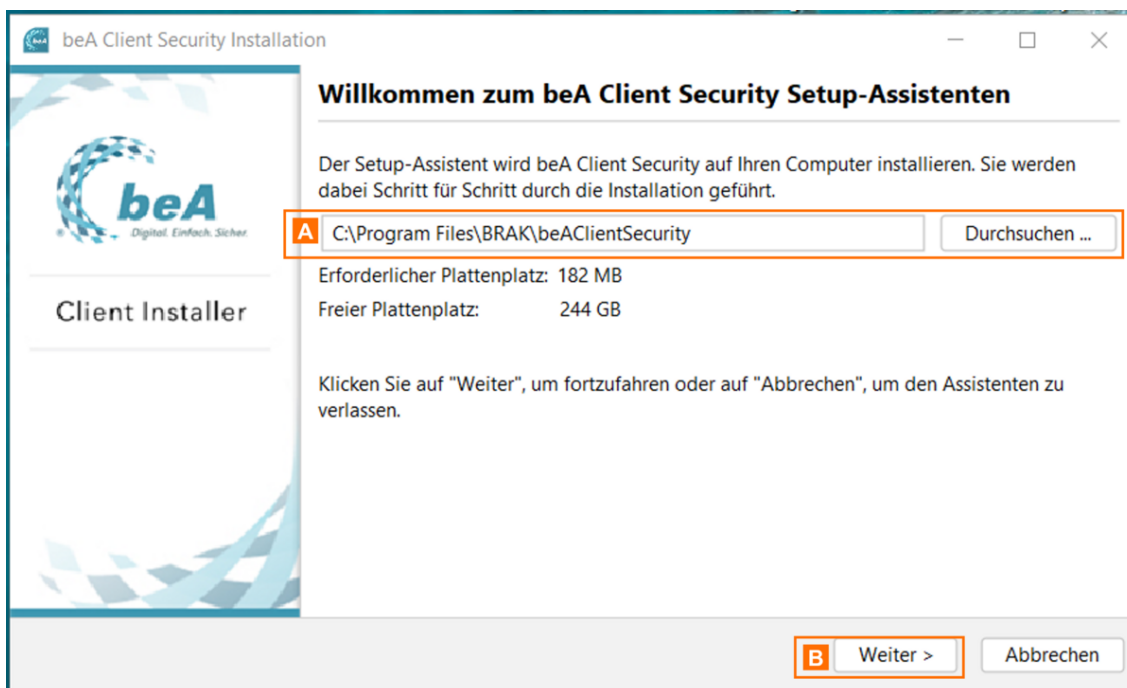 beA Client Security Installation
Willkommen zum beA Client Security Setup-Assistenten
Der Setup-Assistent wird beA Client Security auf Ihren Computer installieren. Sie werden
dabei Schritt für Schritt durch die Installation geführt.
beA
Digital. Einfach. Sicher.
A C:\Program Files\BRAK\beAClientSecurity Durchsuchen ...
Erforderlicher Plattenplatz: 182 MB
Client Installer
Freier Plattenplatz: 244 GB
Klicken Sie auf "Weiter", um fortzufahren oder auf "Abbrechen", um den Assistenten zu
verlassen.
B Weiter > Abbrechen